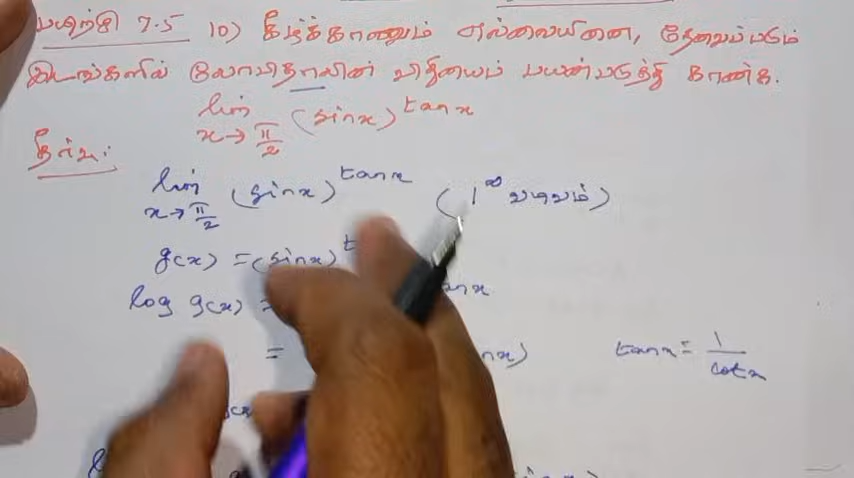 பயிற்சி 7.5 10) கீழ்க்காணும் எல்லையினை, தேவைப்படும்
இடங்களில் லோபிதாலின் விதியைப் பயன்படுத்தி காண்க.
lim x→π/2 (sinx)^tanx
தீர்வு:
lim x→π/2 (sinx)^tanx (1^∞ வடிவம்)
g(x) = (sinx)
log g(x) =
= tanx = 1/cotx